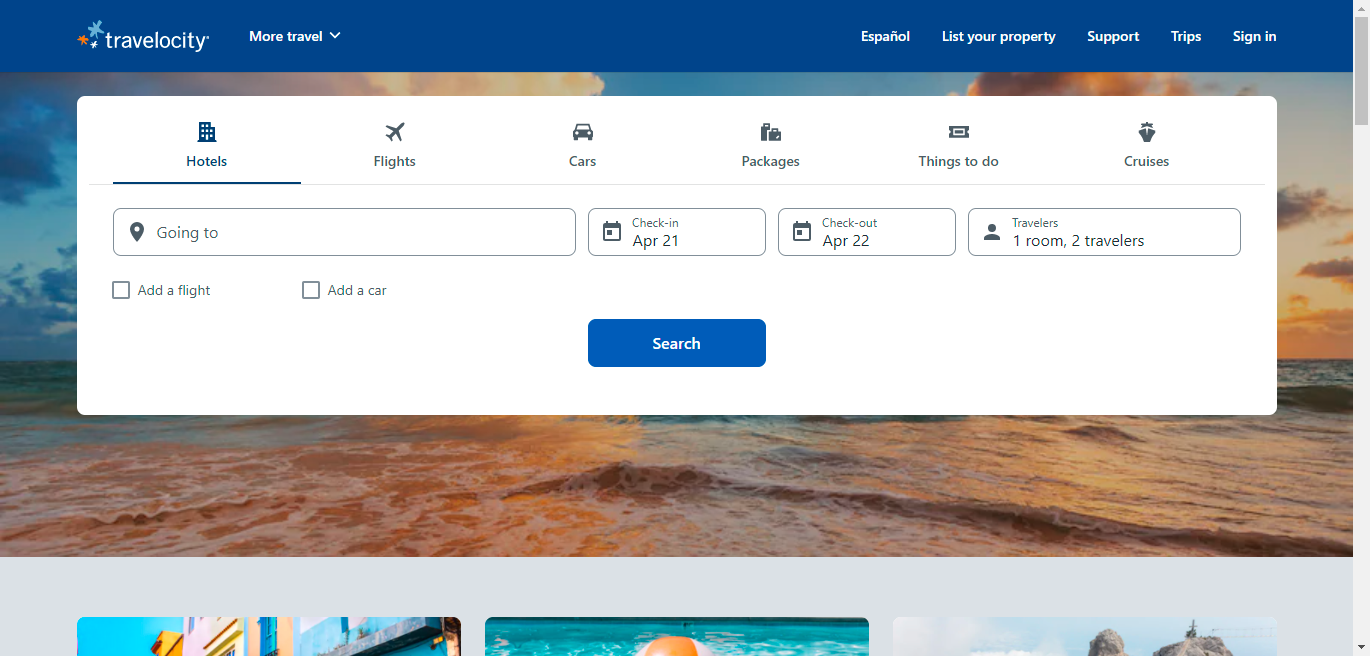 travelocity
More travel
Español
List your property
Support
Trips
Sign in
Hotels
Flights
Cars
Packages
Things to do
Cruises
Going to
Check-in
Apr 21
Check-out
Apr 22
Travelers
1 room, 2 travelers
Add a flight
Add a car
Search